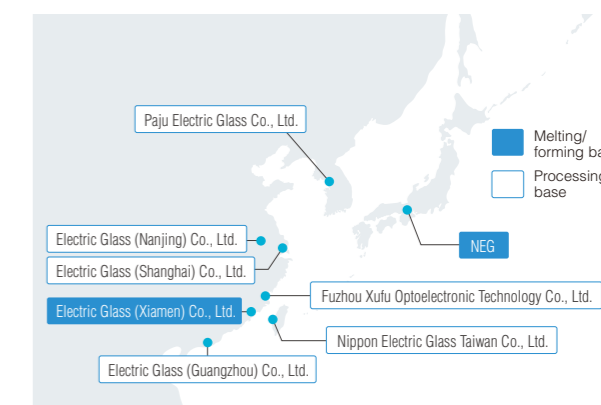 Paju Electric Glass Co., Ltd.
Melting/
forming
Processing
base
Electric Glass (Nanjing) Co., Ltd.
NEG
Electric Glass (Shanghai) Co., Ltd.
Fuzhou Xufu Optoelectronic Technology Co., Ltd.
Electric Glass (Xiamen) Co., Ltd.
Nippon Electric Glass Taiwan Co., Ltd.
Electric Glass (Guangzhou) Co., Ltd.